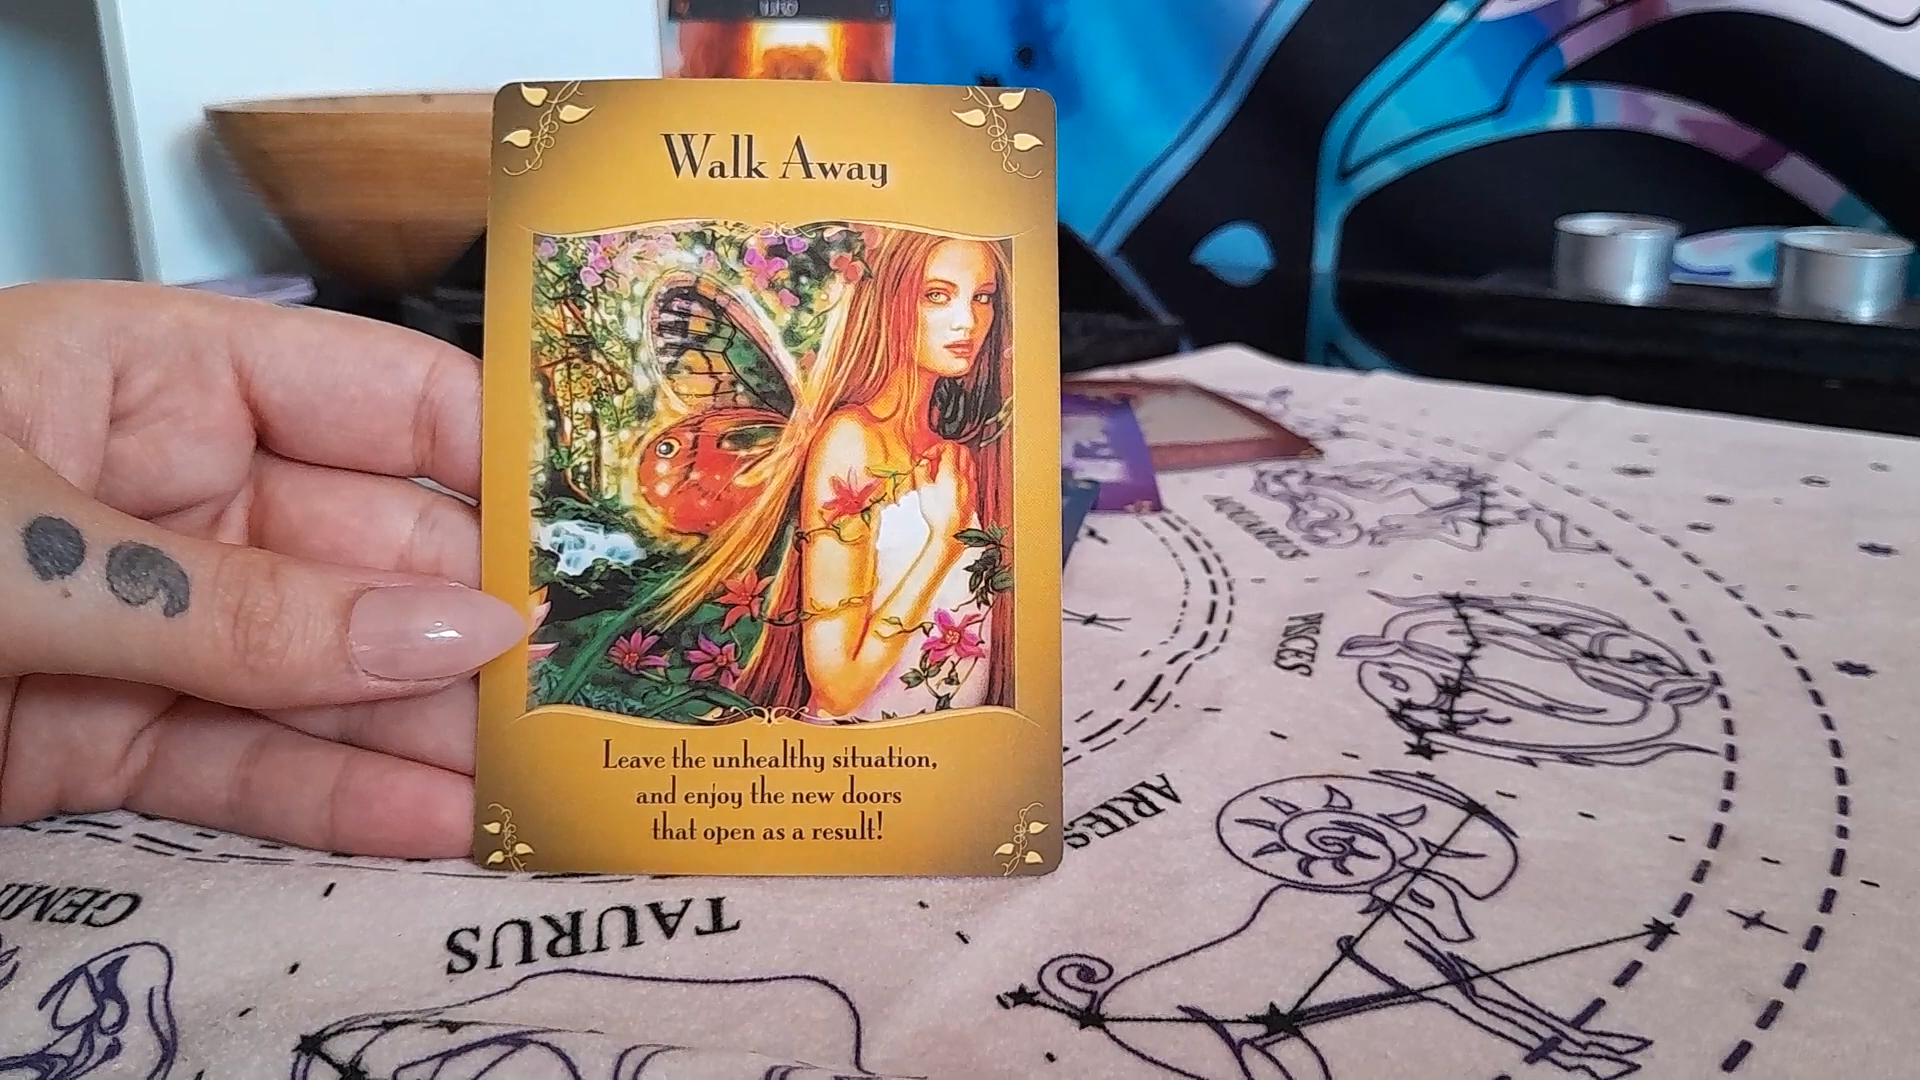 Walk Away
Leave the unhealthy situation,
and enjoy the new doors
that open as a result!
AQUARIUS
PISCES
ARIES
TAURUS